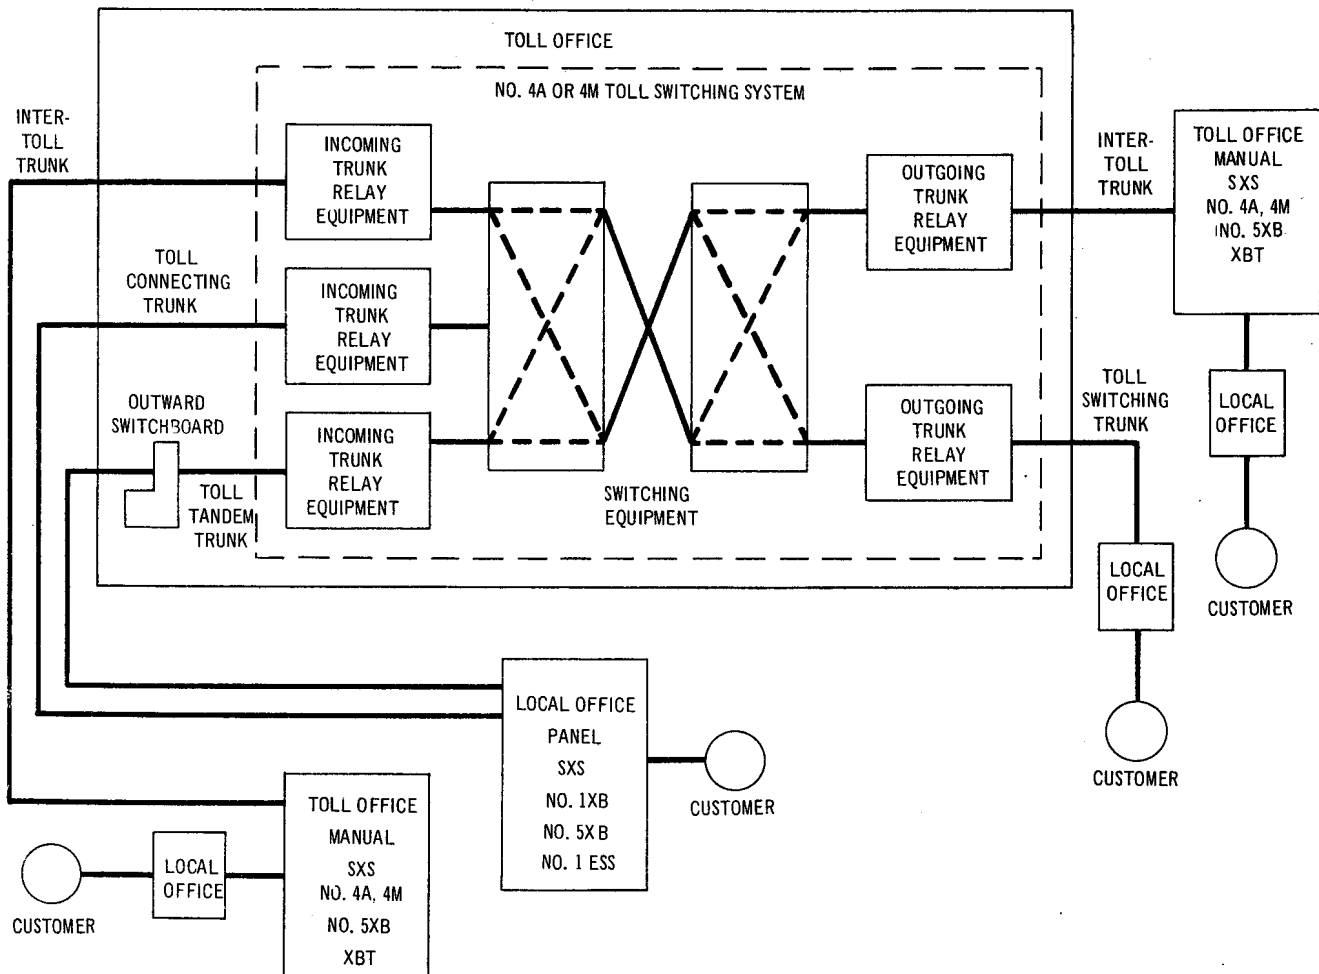 TOLL OFFICE
NO. 4A OR 4M TOLL SWITCHING SYSTEM
INTER-
TOLL
TRUNK
INCOMING
TRUNK
RELAY
EQUIPMENT
TOLL
CONNECTING
TRUNK
INCOMING
TRUNK
RELAY
EQUIPMENT
OUTWARD
SWITCHBOARD
TOLL
TANDEM
TRUNK
INCOMING
TRUNK
RELAY
EQUIPMENT
SWITCHING
EQUIPMENT
OUTGOING
TRUNK
RELAY
EQUIPMENT
INTER-
TOLL
TRUNK
TOLL OFFICE
MANUAL
SXS
NO. 4A, 4M
NO. 5XB
XBT
LOCAL
OFFICE
CUSTOMER
OUTGOING
TRUNK
RELAY
EQUIPMENT
TOLL
SWITCHING
TRUNK
LOCAL
OFFICE
CUSTOMER
LOCAL OFFICE
PANEL
SXS
NO. 1XB
NO. 5XB
NO. 1 ESS
CUSTOMER
TOLL OFFICE
MANUAL
SXS
NO. 4A, 4M
NO. 5XB
XBT
LOCAL
OFFICE
CUSTOMER